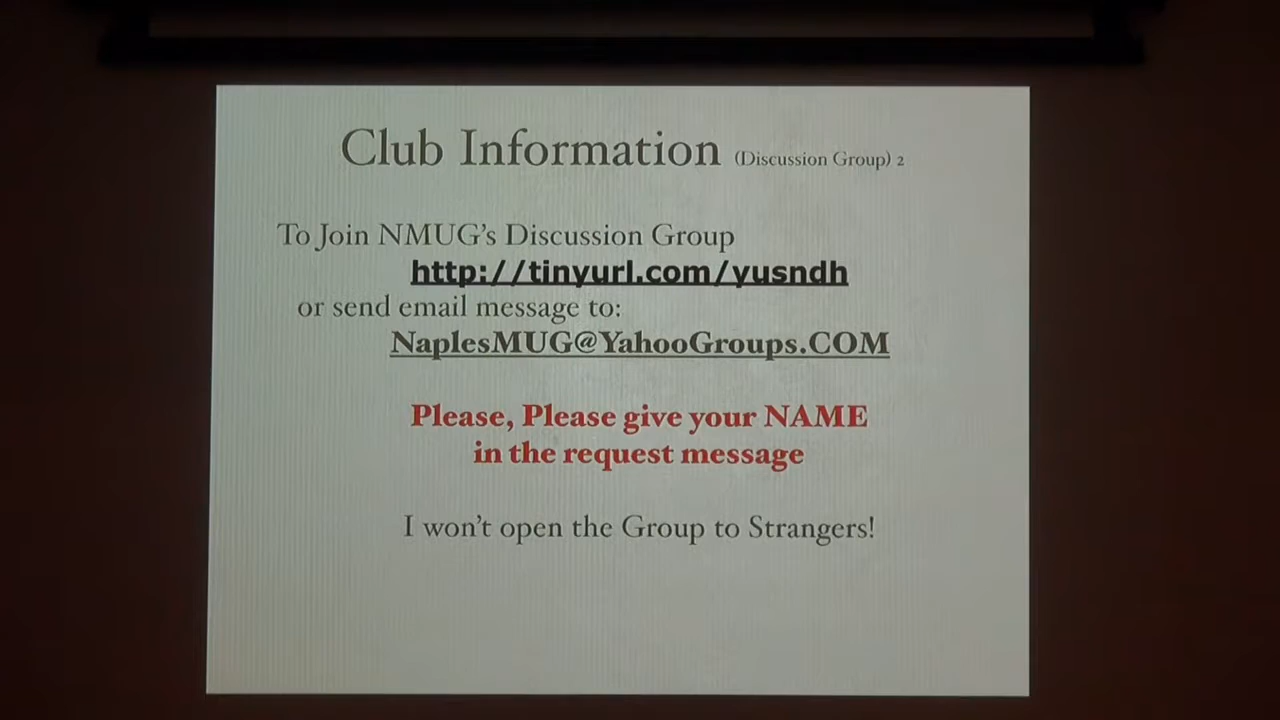 Club Information (Discussion Group) 2
To Join NMUG's Discussion Group
http://tinyurl.com/yusndh
or send email message to:
NaplesMUG@YahooGroups.COM
Please, Please give your NAME
in the request message
I won't open the Group to Strangers!